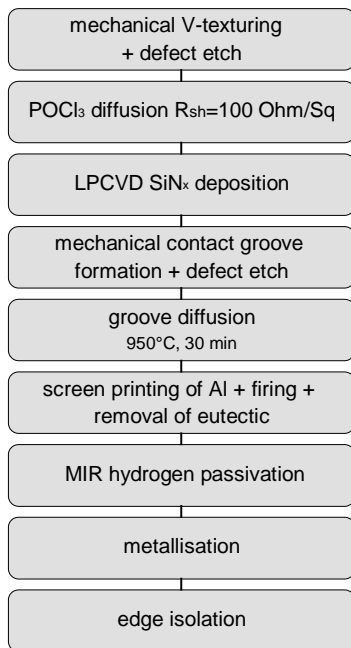 mechanical V-texturing
+ defect etch
POCl₃ diffusion Rsh=100 Ohm/Sq
LPCVD SiNx deposition
mechanical contact groove
formation + defect etch
groove diffusion
950°C, 30 min
screen printing of Al + firing +
removal of eutectic
MIR hydrogen passivation
metallisation
edge isolation